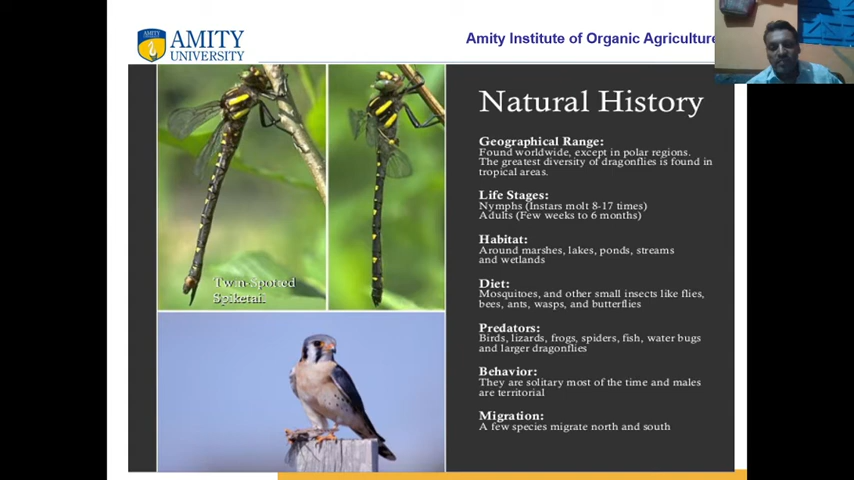 AMITY
AMITY
UNIVERSITY
Amity Institute of Organic Agriculture
Natural History
Geographical Range:
Found worldwide, except in polar regions.
The greatest diversity of dragonflies is found in
tropical areas.
Life Stages:
Nymphs (Instars molt 8-17 times)
Adults (Few weeks to 6 months)
Habitat:
Around marshes, lakes, ponds, streams
and wetlands
Diet:
Mosquitoes, and other small insects like flies,
bees, ants, wasps, and butterflies
Predators:
Birds, lizards, frogs, spiders, fish, water bugs
and larger dragonflies
Behavior:
They are solitary most of the time and males
are territorial
Migration:
A few species migrate north and south
Twin-Spotted
Spiketail